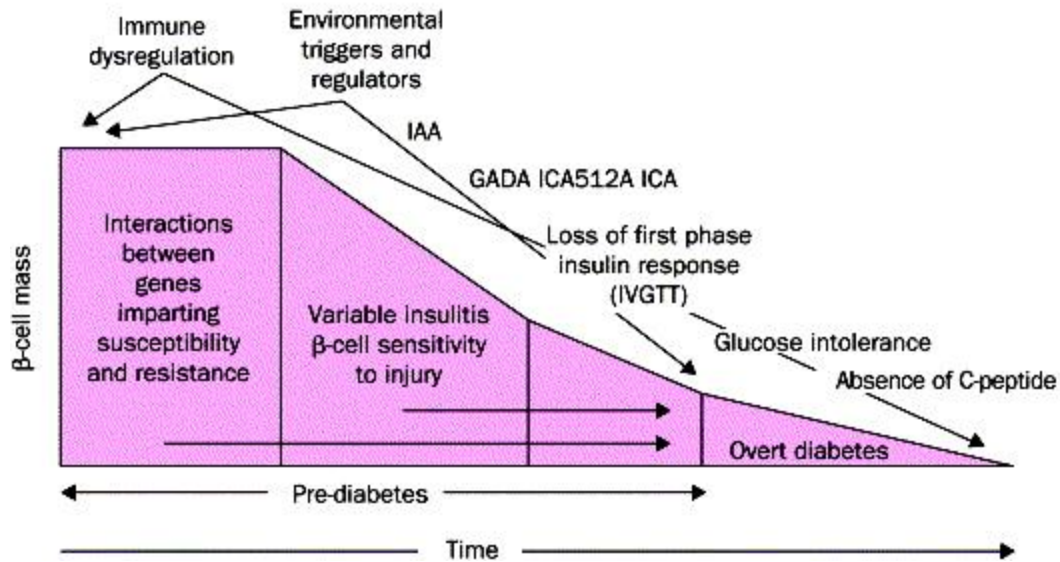 Immune
dysregulation
Environmental
triggers and
regulators
IAA
GADA ICA512A ICA
Loss of first phase
insulin response
(IVGTT)
Glucose intolerance
Absence of C-peptide
β-cell mass
Interactions
between
genes
imparting
susceptibility
and resistance
Variable insulitis
β-cell sensitivity
to injury
Overt diabetes
Pre-diabetes
Time